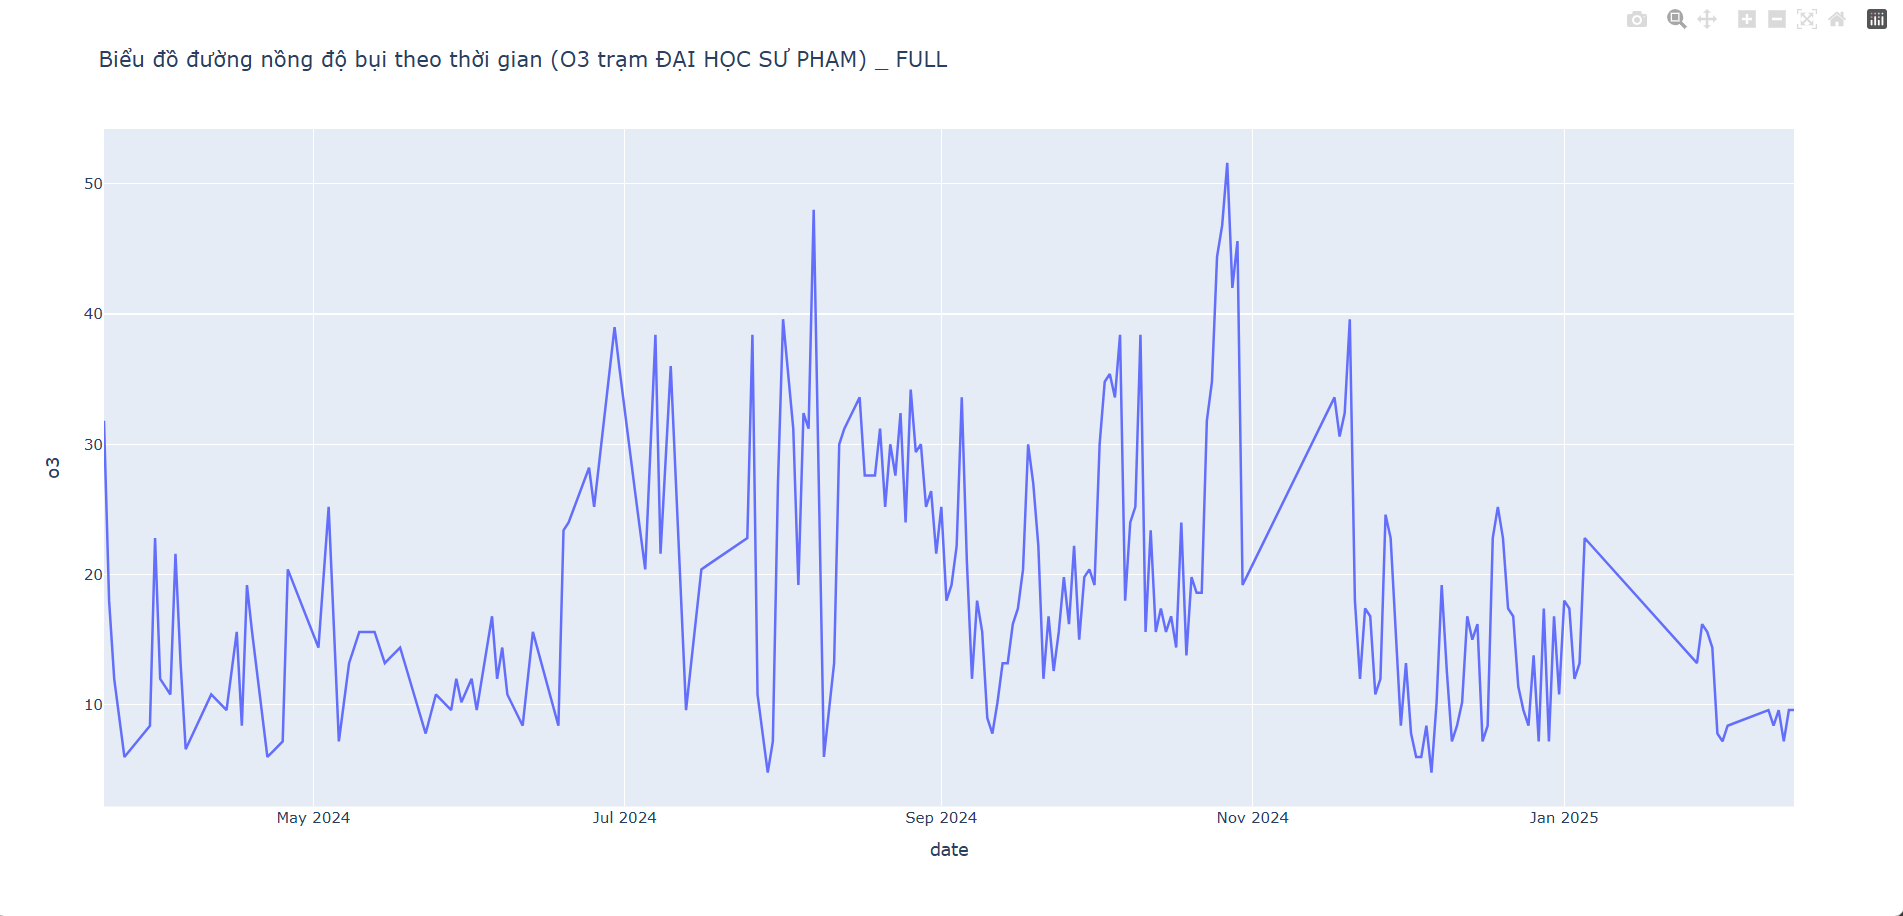 Biểu đồ đường nồng độ bụi theo thời gian (O3 trạm ĐẠI HỌC SƯ PHẠM) _ FULL
50
40
30
20
10
o3
May 2024
Jul 2024
Sep 2024
Nov 2024
Jan 2025
date